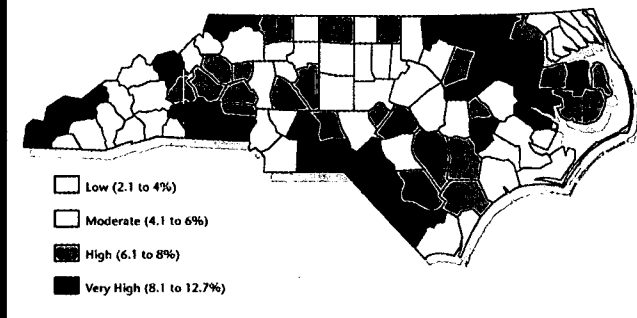 Low (2.1 to 4%)
Moderate (4.1 to 6%)
High (6.1 to 8%)
Very High (8.1 to 12.7%)